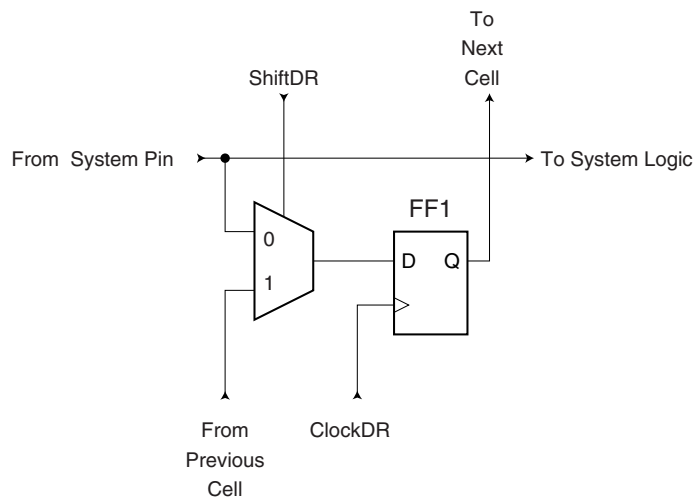 To
Next
Cell
ShiftDR
From System Pin
To System Logic
FF1
0
D Q
1
From
Previous
Cell
ClockDR